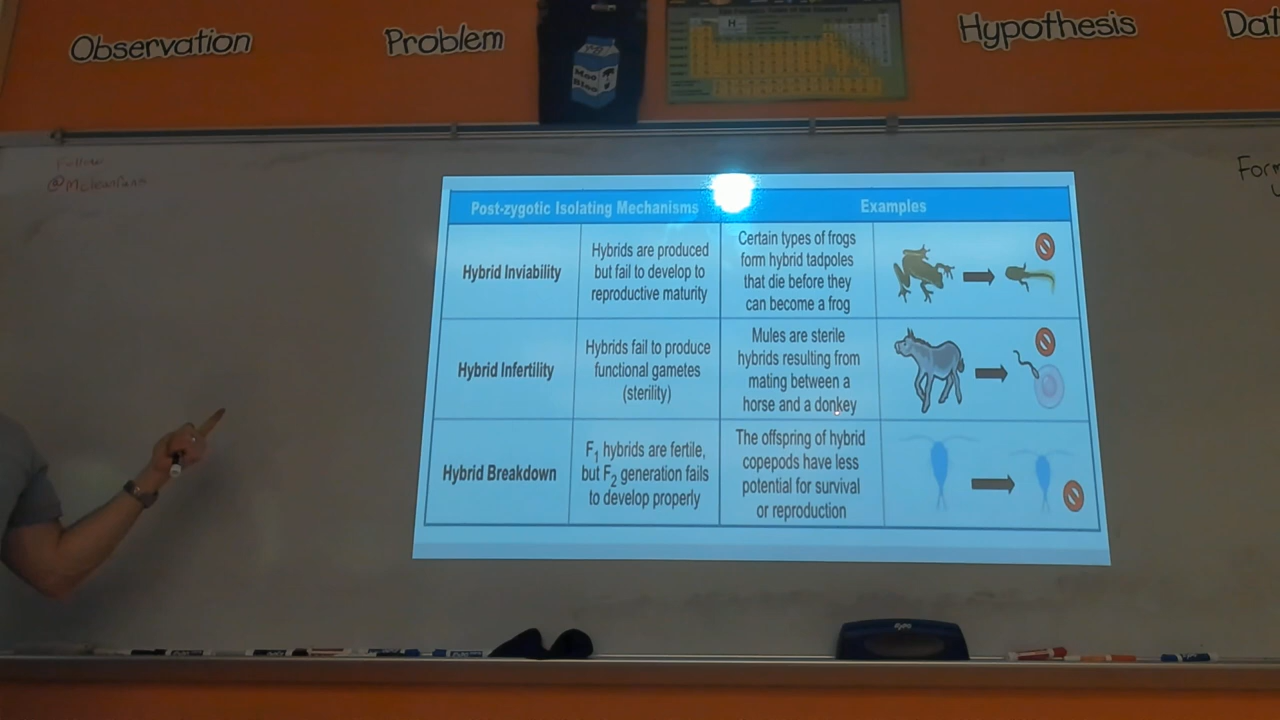 Observation
Problem
Hypothesis
H
Moo
Follow
Post-zygotic Isolating Mechanisms
Examples
Hybrid Inviability
Hybrids are produced
but fail to develop to
reproductive maturity
Certain types of frogs
form hybrid tadpoles
that die before they
can become a frog
Hybrid Infertility
Hybrids fail to produce
functional gametes
(sterility)
Mules are sterile
hybrids resulting from
mating between a
horse and a donkey
Hybrid Breakdown
F₁ hybrids are fertile,
but F₂ generation fails
to develop properly
The offspring of hybrid
copepods have less
potential for survival
or reproduction